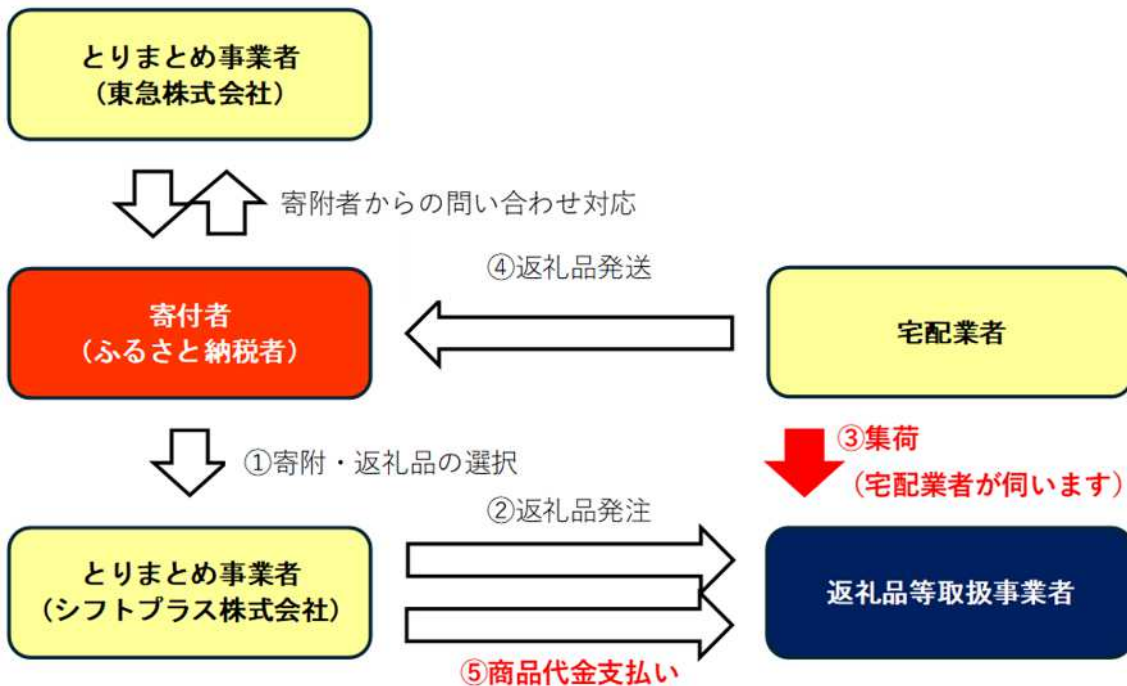 とりまとめ事業者
（東急株式会社）
寄附者からの問い合わせ対応
④返礼品発送
寄付者
（ふるさと納税者）
宅配業者
①寄附・返礼品の選択
③集荷
（宅配業者が伺います）
②返礼品発注
とりまとめ事業者
（シフトプラス株式会社）
返礼品等取扱事業者
⑤商品代金支払い